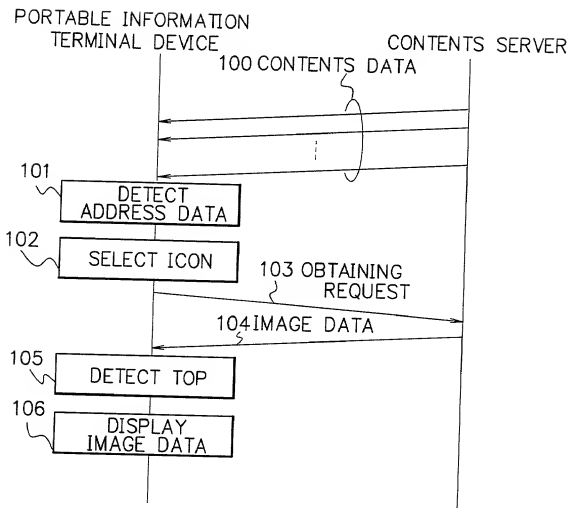 PORTABLE INFORMATION
TERMINAL DEVICE
CONTENTS SERVER
100 CONTENTS DATA
101
DETECT
ADDRESS DATA
102
SELECT ICON
103 OBTAINING
REQUEST
104 IMAGE DATA
105
DETECT TOP
106
DISPLAY
IMAGE DATA